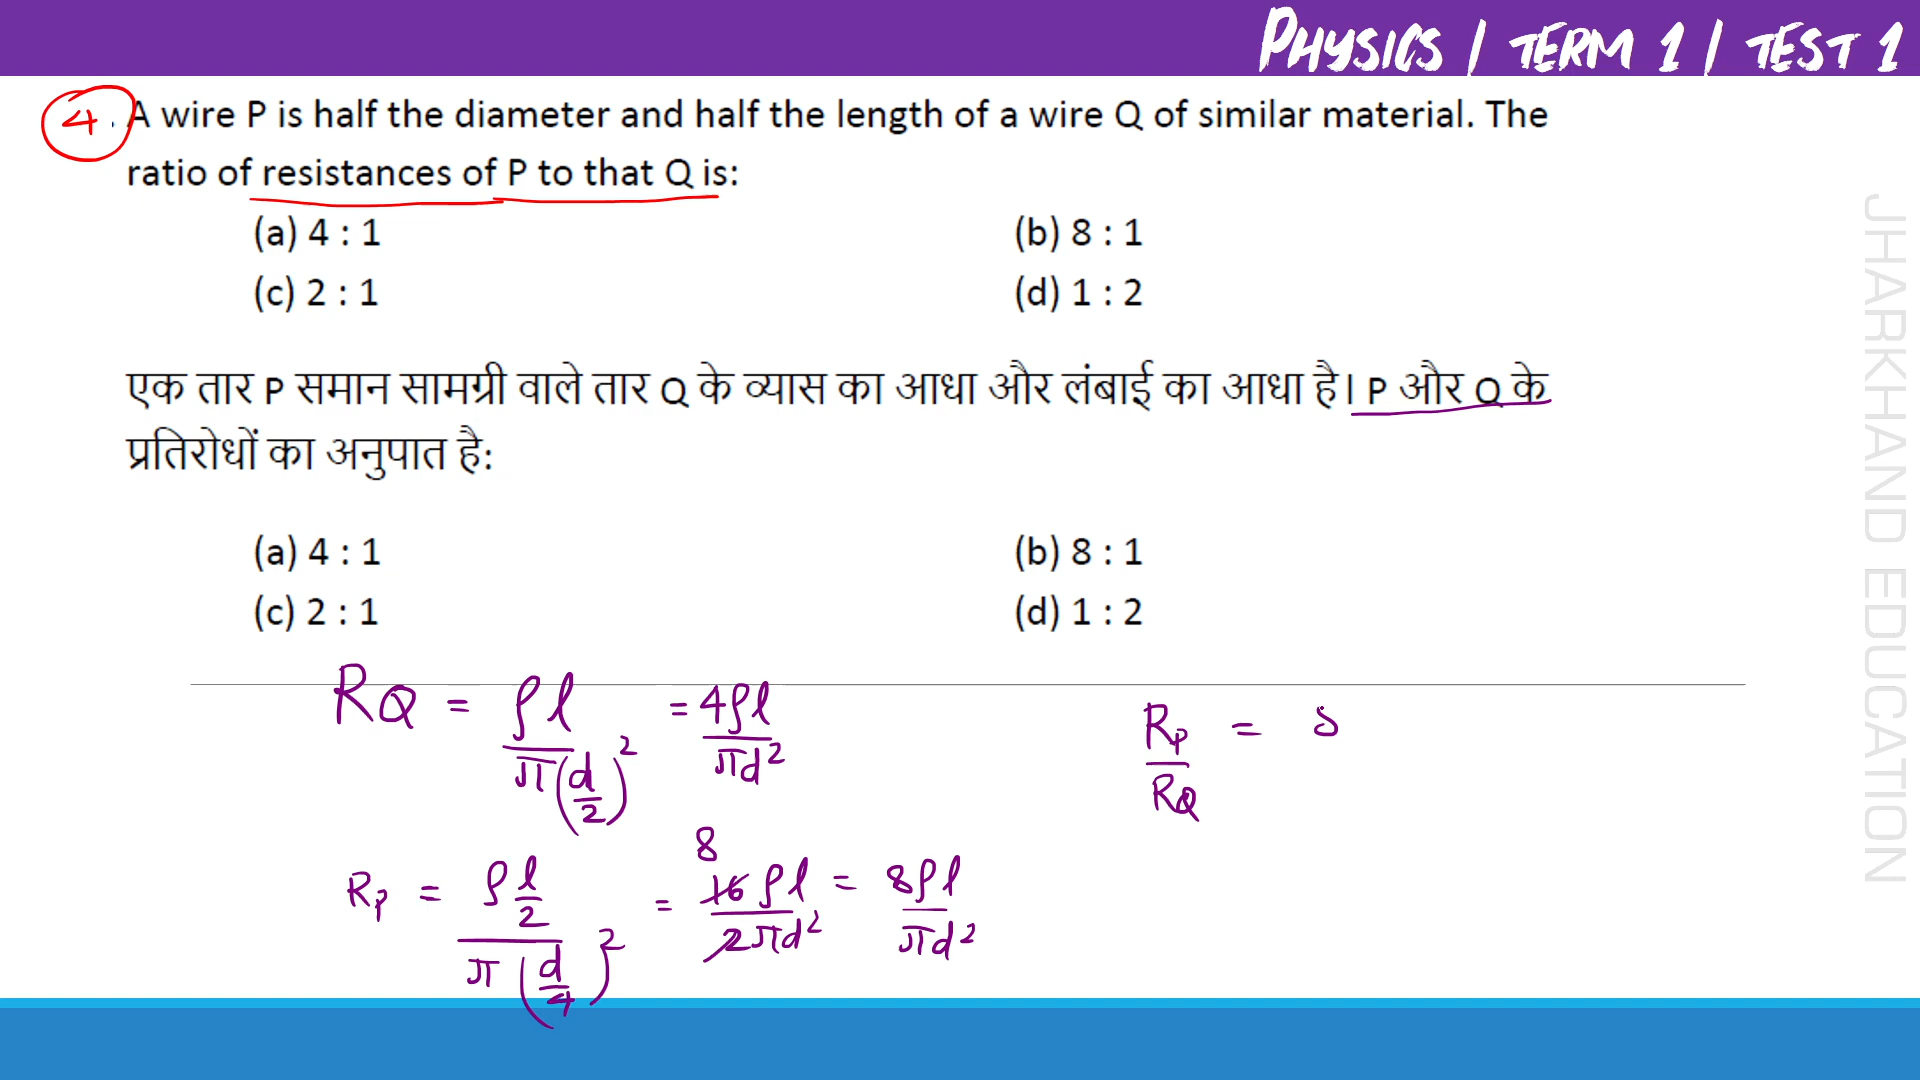 PHYSICS | TERM 1 | TEST 1
4. A wire P is half the diameter and half the length of a wire Q of similar material. The
ratio of resistances of P to that Q is:
(a) 4 : 1 (b) 8 : 1
(c) 2 : 1 (d) 1 : 2
एक तार P समान सामग्री वाले तार Q के व्यास का आधा और लंबाई का आधा है। P और Q के
प्रतिरोधों का अनुपात है:
(a) 4 : 1 (b) 8 : 1
(c) 2 : 1 (d) 1 : 2
RQ = ρl / π(d/2)² = 4ρl / πd²
RP / RQ =
RP = ρ l/2 / π(d/4)² = 8 16ρl / 2πd² = 8ρl / πd²
JHARKHAND EDUCATION